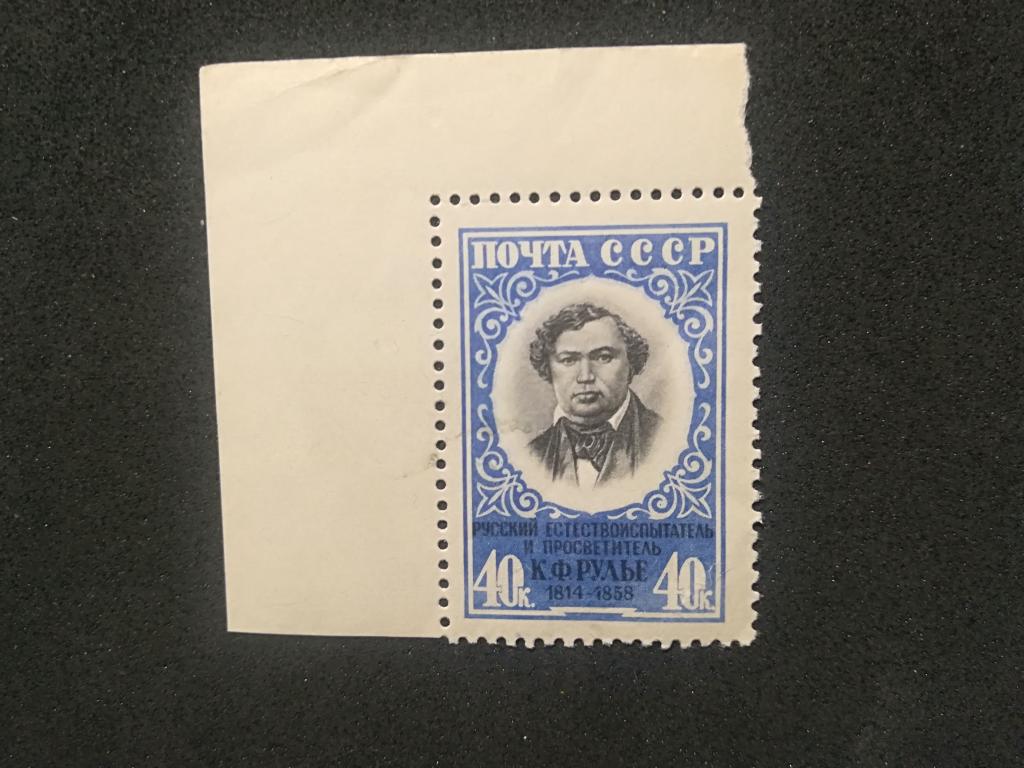 ПОЧТА СССР
РУССКИЙ ЕСТЕСТВОИСПЫТАТЕЛЬ
И ПРОСВЕТИТЕЛЬ
К.Ф.РУЛЬЕ
40к. 1814-1858 40к.